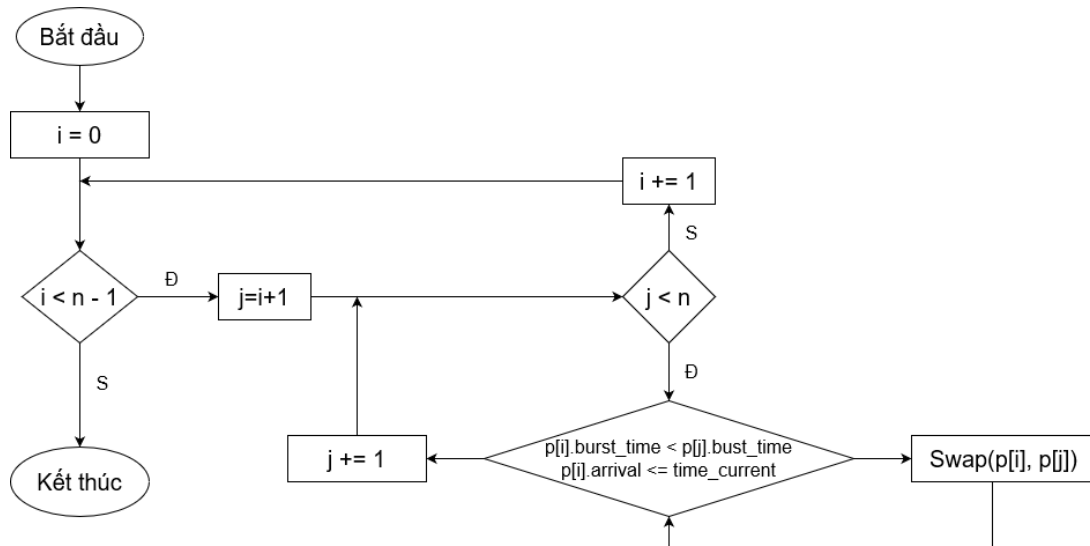 Bắt đầu
i = 0
i += 1
S
i < n - 1
Đ
j=i+1
j < n
S
Đ
Kết thúc
j += 1
p[i].burst_time < p[j].bust_time
p[i].arrival <= time_current
Swap(p[i], p[j])